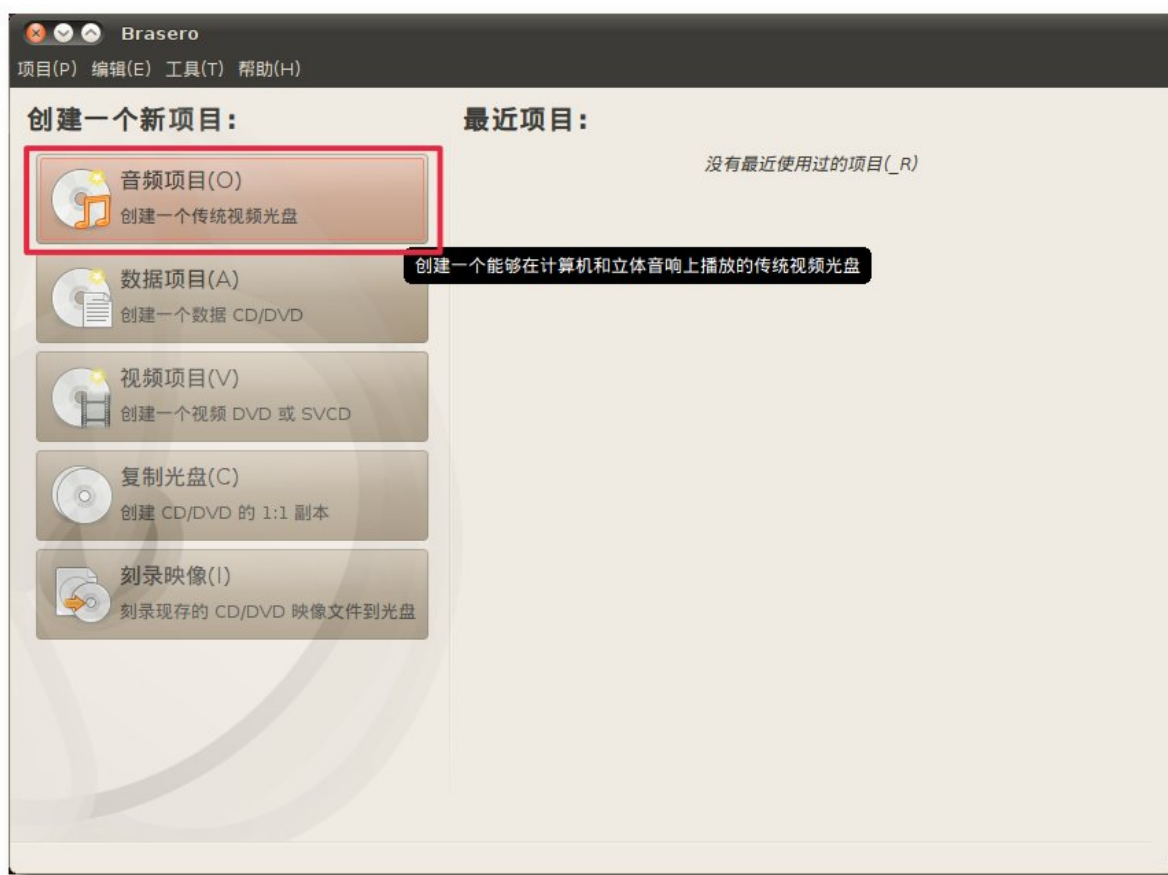 Brasero
项目(P) 编辑(E) 工具(T) 帮助(H)
创建一个新项目:
音频项目(O)
创建一个传统视频光盘
数据项目(A)
创建一个数据 CD/DVD
视频项目(V)
创建一个视频 DVD 或 SVCD
复制光盘(C)
创建 CD/DVD 的 1:1 副本
刻录映像(I)
刻录现存的 CD/DVD 映像文件到光盘
最近项目:
没有最近使用过的项目(_R)
创建一个能够在计算机和立体音响上播放的传统视频光盘